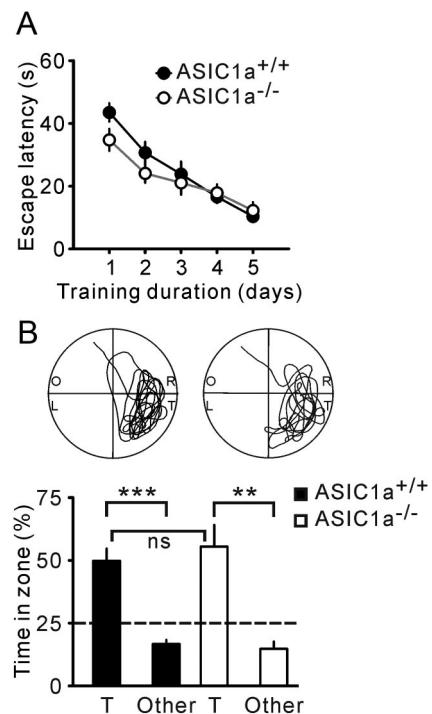 A
Escape latency (s)
60
40
20
0
ASIC1a+/+
ASIC1a-/-
1 2 3 4 5
Training duration (days)
B
O R
L T
O R
L T
Time in zone (%)
75
50
25
0
*** **
ns
ASIC1a+/+
ASIC1a-/-
T Other T Other